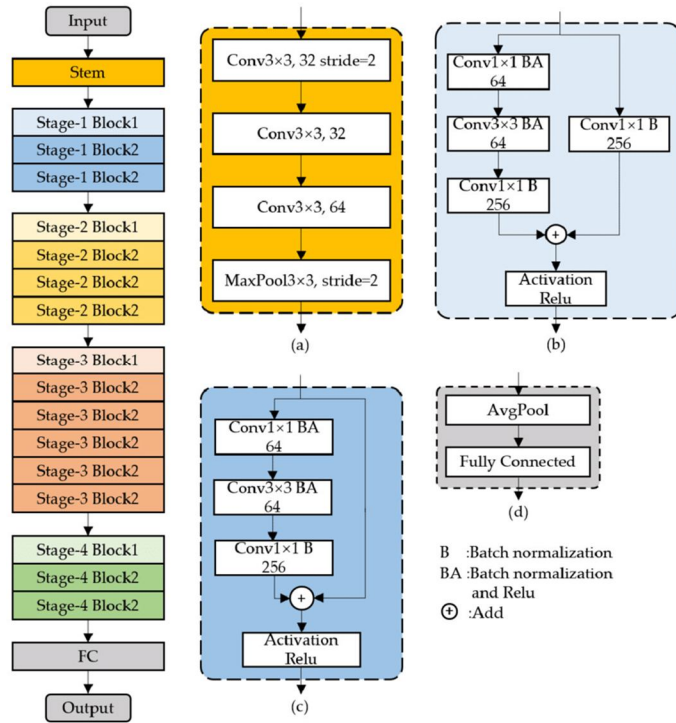 Input
Stem
Stage-1 Block1
Stage-1 Block2
Stage-1 Block2
Stage-2 Block1
Stage-2 Block2
Stage-2 Block2
Stage-2 Block2
Stage-3 Block1
Stage-3 Block2
Stage-3 Block2
Stage-3 Block2
Stage-3 Block2
Stage-3 Block2
Stage-4 Block1
Stage-4 Block2
Stage-4 Block2
FC
Output
Conv3×3, 32 stride=2
Conv3×3, 32
Conv3×3, 64
MaxPool3×3, stride=2
(a)
Conv1×1 BA
64
Conv3×3 BA
64
Conv1×1 B
256
Conv1×1 B
256
+
Activation
Relu
(b)
Conv1×1 BA
64
Conv3×3 BA
64
Conv1×1 B
256
+
Activation
Relu
(c)
AvgPool
Fully Connected
(d)
B :Batch normalization
BA :Batch normalization
and Relu
+ :Add